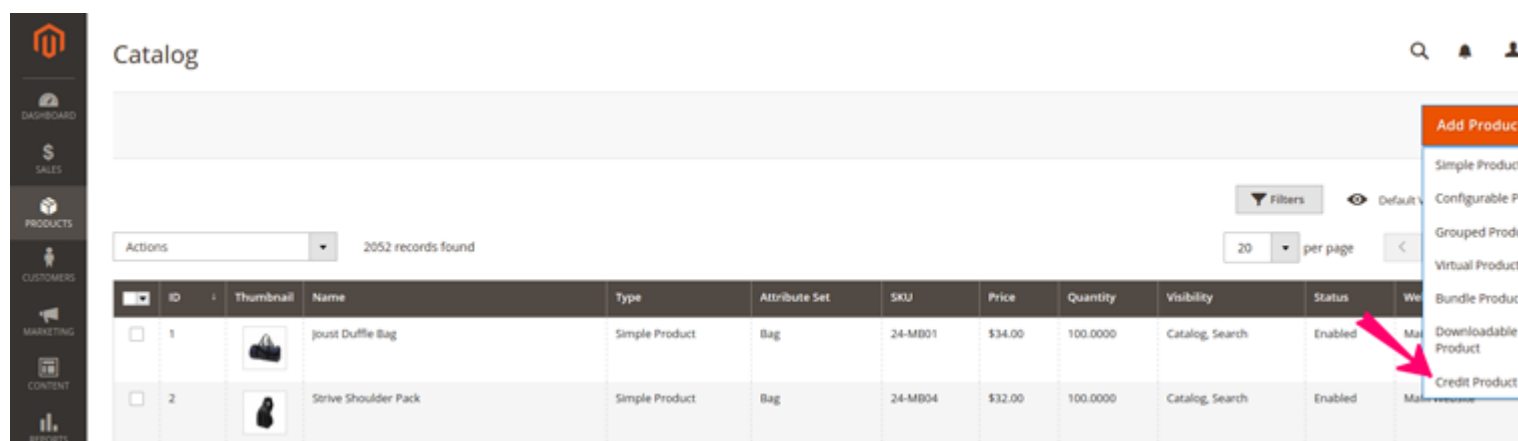 Catalog
DASHBOARD
SALES
PRODUCTS
CUSTOMERS
MARKETING
CONTENT
REPORTS
Add Produc
Simple Product
Configurable P
Grouped Produ
Virtual Product
Bundle Produc
Downloadable
Product
Credit Product
Filters
Default V
Actions
2052 records found
20
per page
ID Thumbnail Name Type Attribute Set SKU Price Quantity Visibility Status We
1 Joust Duffle Bag Simple Product Bag 24-MB01 $34.00 100.0000 Catalog, Search Enabled Mai
2 Strive Shoulder Pack Simple Product Bag 24-MB04 $32.00 100.0000 Catalog, Search Enabled